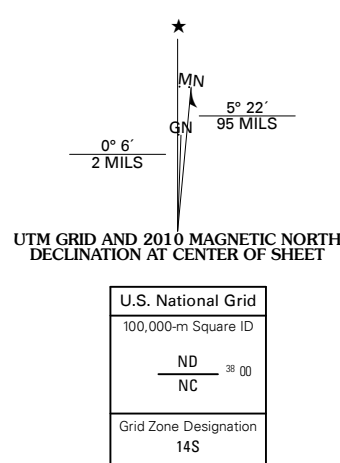 ★
MN
GN
5° 22´
95 MILS
0° 6´
2 MILS
UTM GRID AND 2010 MAGNETIC NORTH
DECLINATION AT CENTER OF SHEET
U.S. National Grid
100,000-m Square ID
ND
38 00
NC
Grid Zone Designation
14S